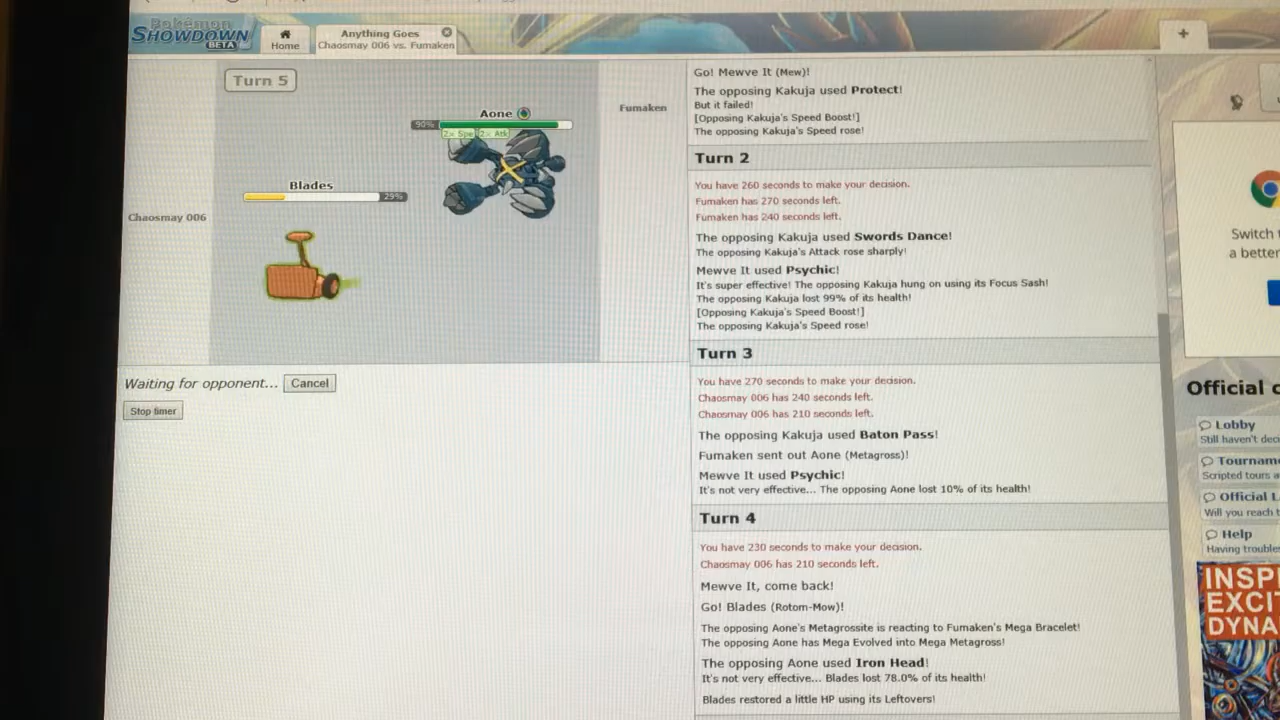 Pokémon
SHOWDOWN
BETA
Home
Anything Goes
Chaosmay 006 vs. Fumaken
+
Turn 5
Fumaken
Aone
90%
2× Spe 2× Atk
Blades
29%
Chaosmay 006
Waiting for opponent... Cancel
Stop timer
Go! Mewve It (Mew)!
The opposing Kakuja used Protect!
But it failed!
[Opposing Kakuja's Speed Boost!]
The opposing Kakuja's Speed rose!
Turn 2
You have 260 seconds to make your decision.
Fumaken has 270 seconds left.
Fumaken has 240 seconds left.
The opposing Kakuja used Swords Dance!
The opposing Kakuja's Attack rose sharply!
Mewve It used Psychic!
It's super effective! The opposing Kakuja hung on using its Focus Sash!
The opposing Kakuja lost 99% of its health!
[Opposing Kakuja's Speed Boost!]
The opposing Kakuja's Speed rose!
Turn 3
You have 270 seconds to make your decision.
Chaosmay 006 has 240 seconds left.
Chaosmay 006 has 210 seconds left.
The opposing Kakuja used Baton Pass!
Fumaken sent out Aone (Metagross)!
Mewve It used Psychic!
It's not very effective... The opposing Aone lost 10% of its health!
Turn 4
You have 230 seconds to make your decision.
Chaosmay 006 has 210 seconds left.
Mewve It, come back!
Go! Blades (Rotom-Mow)!
The opposing Aone's Metagrossite is reacting to Fumaken's Mega Bracelet!
The opposing Aone has Mega Evolved into Mega Metagross!
The opposing Aone used Iron Head!
It's not very effective... Blades lost 78.0% of its health!
Blades restored a little HP using its Leftovers!
Switch t
a better
Official c
Lobby
Still haven't deci
Tourname
Scripted tours a
Official L
Will you reach t
Help
Having trouble
INSPI
EXCIT
DYNA